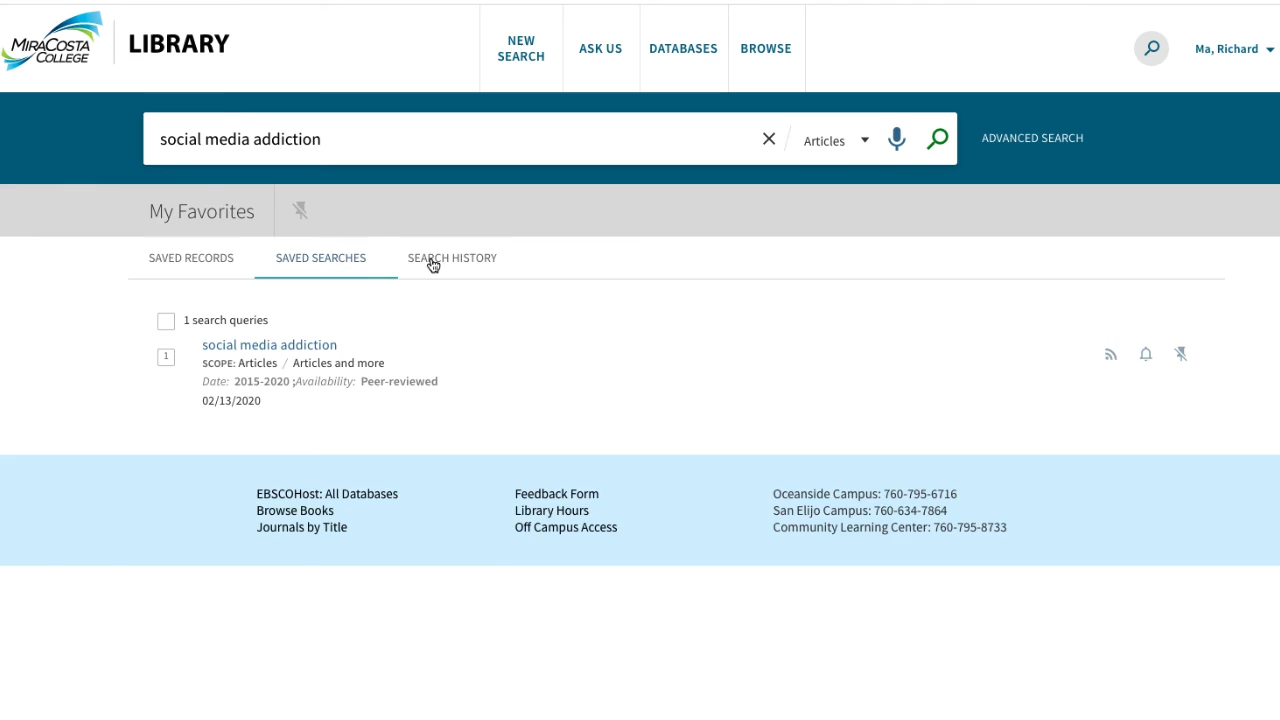 MIRACOSTA
COLLEGE
LIBRARY
NEW
SEARCH
ASK US
DATABASES
BROWSE
Ma, Richard
social media addiction
Articles
ADVANCED SEARCH
My Favorites
SAVED RECORDS
SAVED SEARCHES
SEARCH HISTORY
1 search queries
1
social media addiction
SCOPE: Articles / Articles and more
Date: 2015-2020 ;Availability: Peer-reviewed
02/13/2020
EBSCOHost: All Databases
Browse Books
Journals by Title
Feedback Form
Library Hours
Off Campus Access
Oceanside Campus: 760-795-6716
San Elijo Campus: 760-634-7864
Community Learning Center: 760-795-8733